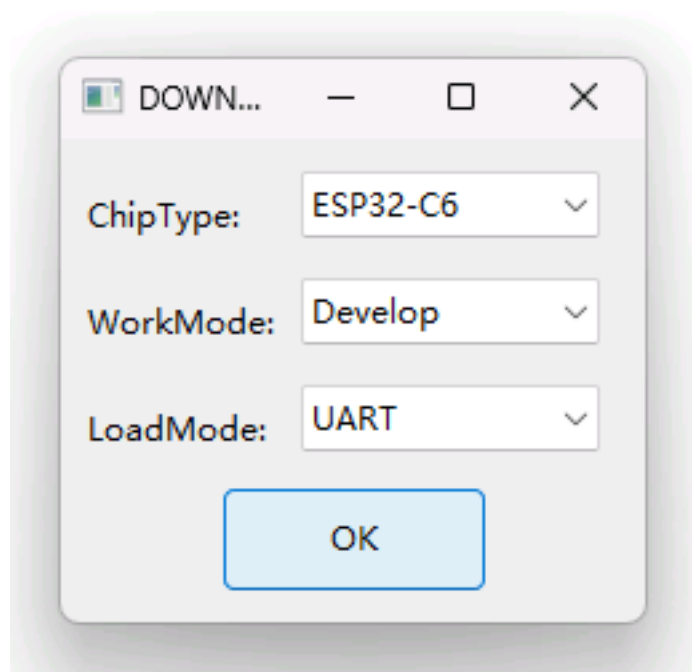 DOWN...
ChipType: ESP32-C6
WorkMode: Develop
LoadMode: UART
OK